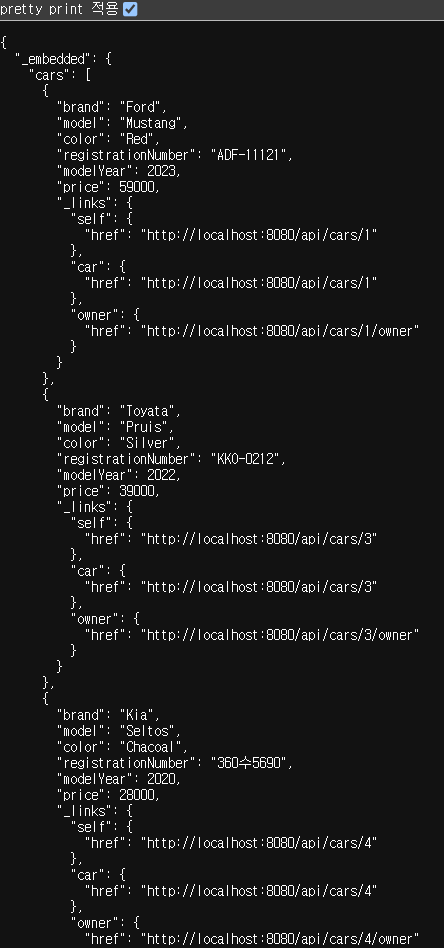 pretty print 적용
{
  "_embedded": {
    "cars": [
      {
        "brand": "Ford",
        "model": "Mustang",
        "color": "Red",
        "registrationNumber": "ADF-11121",
        "modelYear": 2023,
        "price": 59000,
        "_links": {
          "self": {
            "href": "http://localhost:8080/api/cars/1"
          },
          "car": {
            "href": "http://localhost:8080/api/cars/1"
          },
          "owner": {
            "href": "http://localhost:8080/api/cars/1/owner"
          }
        }
      },
      {
        "brand": "Toyata",
        "model": "Pruis",
        "color": "Silver",
        "registrationNumber": "KKO-0212",
        "modelYear": 2022,
        "price": 39000,
        "_links": {
          "self": {
            "href": "http://localhost:8080/api/cars/3"
          },
          "car": {
            "href": "http://localhost:8080/api/cars/3"
          },
          "owner": {
            "href": "http://localhost:8080/api/cars/3/owner"
          }
        }
      },
      {
        "brand": "Kia",
        "model": "Seltos",
        "color": "Chacoal",
        "registrationNumber": "360수5690",
        "modelYear": 2020,
        "price": 28000,
        "_links": {
          "self": {
            "href": "http://localhost:8080/api/cars/4"
          },
          "car": {
            "href": "http://localhost:8080/api/cars/4"
          },
          "owner": {
            "href": "http://localhost:8080/api/cars/4/owner"